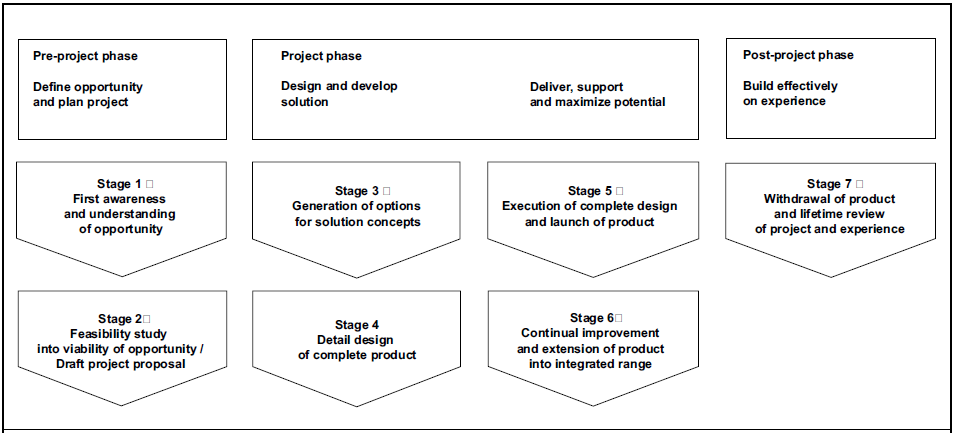 Pre-project phase
Define opportunity
and plan project
Project phase
Design and develop
solution
Deliver, support
and maximize potential
Post-project phase
Build effectively
on experience
Stage 1 
First awareness
and understanding
of opportunity
Stage 2
Feasibility study
into viability of opportunity /
Draft project proposal
Stage 3 
Generation of options
for solution concepts
Stage 4
Detail design
of complete product
Stage 5 
Execution of complete design
and launch of product
Stage 6
Continual improvement
and extension of product
into integrated range
Stage 7 
Withdrawal of product
and lifetime review
of project and experience